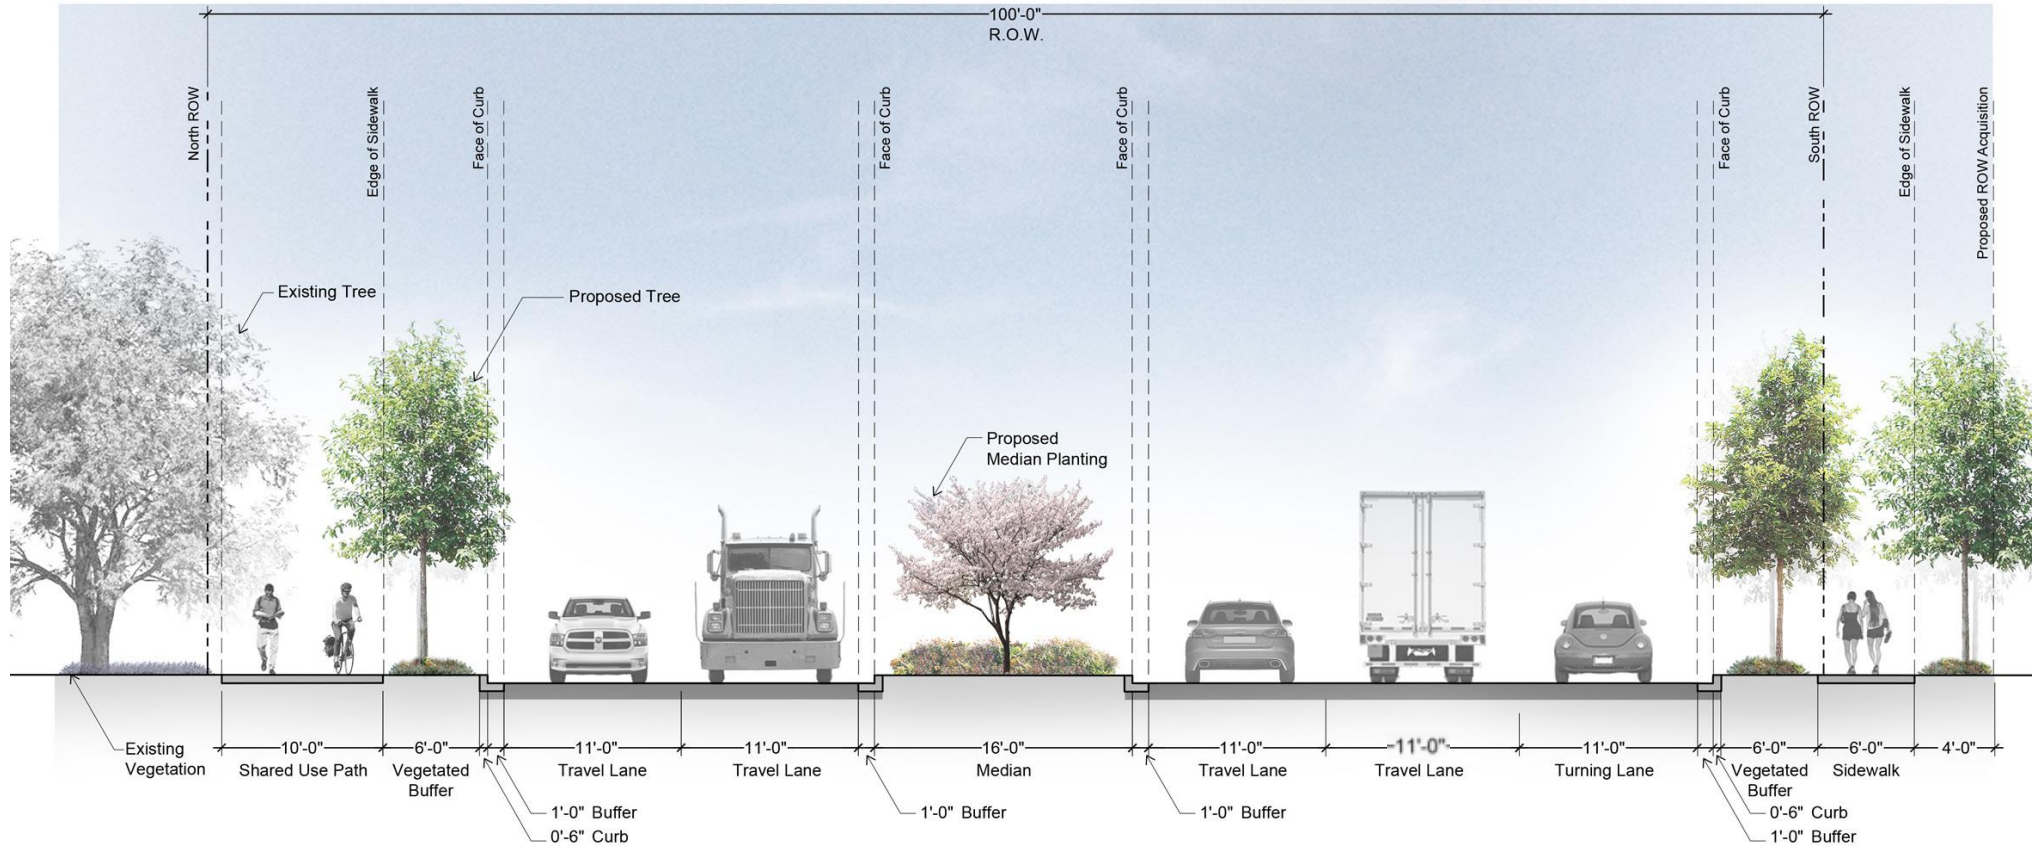 100'-0"
R.O.W.
North ROW
Edge of Sidewalk
Face of Curb
Face of Curb
Face of Curb
Face of Curb
South ROW
Edge of Sidewalk
Proposed ROW Acquisition
Existing Tree
Proposed Tree
Proposed
Median Planting
Existing
Vegetation
10'-0"
Shared Use Path
6'-0"
Vegetated
Buffer
11'-0"
Travel Lane
11'-0"
Travel Lane
16'-0"
Median
11'-0"
Travel Lane
11'-0"
Travel Lane
11'-0"
Turning Lane
6'-0"
Vegetated
Buffer
6'-0"
Sidewalk
4'-0"
1'-0" Buffer
0'-6" Curb
1'-0" Buffer
1'-0" Buffer
0'-6" Curb
1'-0" Buffer